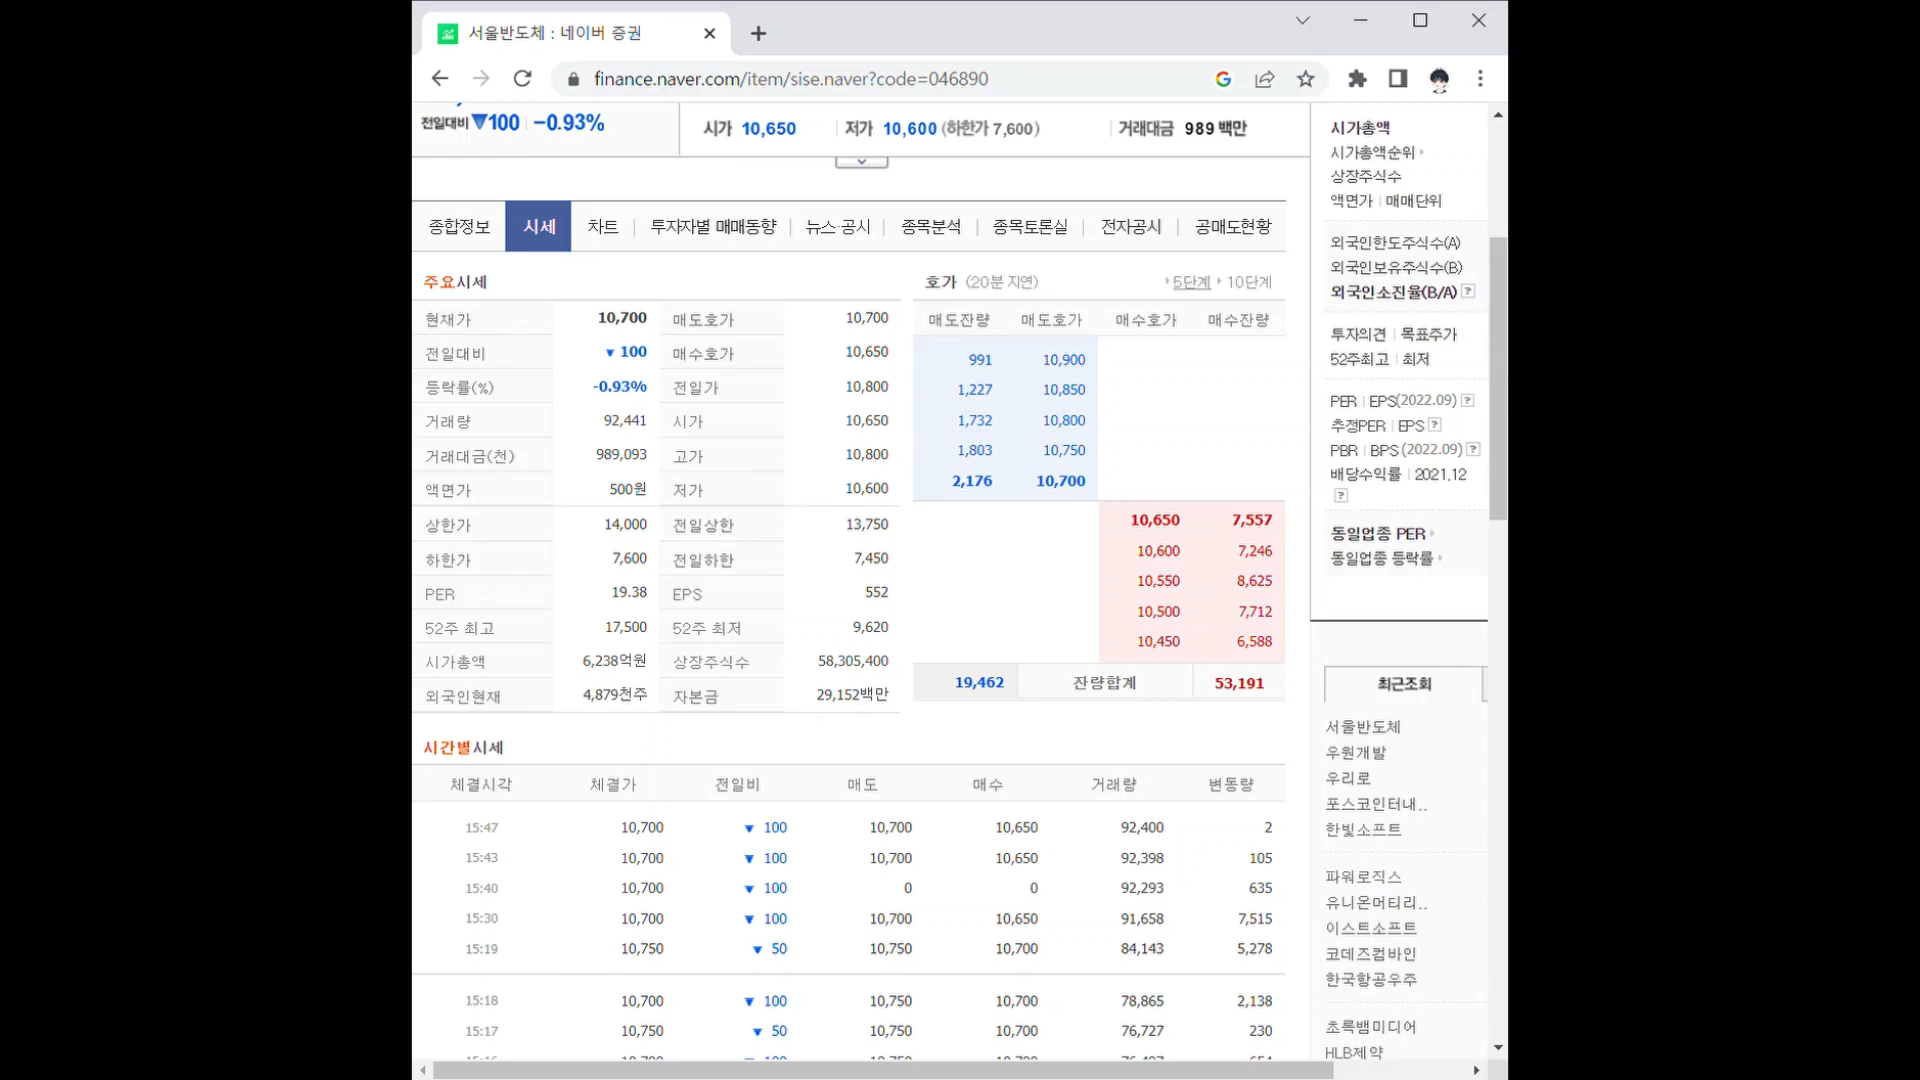 서울반도체 : 네이버 증권
finance.naver.com/item/sise.naver?code=046890
전일대비 ▼100 -0.93%
시가 10,650 저가 10,600 (하한가 7,600) 거래대금 989 백만
종합정보 시세 차트 투자자별 매매동향 뉴스·공시 종목분석 종목토론실 전자공시 공매도현황
주요시세
현재가 10,700 매도호가 10,700
전일대비 ▼ 100 매수호가 10,650
등락률(%) -0.93% 전일가 10,800
거래량 92,441 시가 10,650
거래대금(천) 989,093 고가 10,800
액면가 500원 저가 10,600
상한가 14,000 전일상한 13,750
하한가 7,600 전일하한 7,450
PER 19.38 EPS 552
52주 최고 17,500 52주 최저 9,620
시가총액 6,238억원 상장주식수 58,305,400
외국인현재 4,879천주 자본금 29,152백만
호가 (20분 지연) 5단계 10단계
매도잔량 매도호가 매수호가 매수잔량
991 10,900
1,227 10,850
1,732 10,800
1,803 10,750
2,176 10,700
10,650 7,557
10,600 7,246
10,550 8,625
10,500 7,712
10,450 6,588
19,462 잔량합계 53,191
시간별시세
체결시각 체결가 전일비 매도 매수 거래량 변동량
15:47 10,700 ▼ 100 10,700 10,650 92,400 2
15:43 10,700 ▼ 100 10,700 10,650 92,398 105
15:40 10,700 ▼ 100 0 0 92,293 635
15:30 10,700 ▼ 100 10,700 10,650 91,658 7,515
15:19 10,750 ▼ 50 10,750 10,700 84,143 5,278
15:18 10,700 ▼ 100 10,750 10,700 78,865 2,138
15:17 10,750 ▼ 50 10,750 10,700 76,727 230
시가총액
시가총액순위
상장주식수
액면가 매매단위
외국인한도주식수(A)
외국인보유주식수(B)
외국인소진율(B/A) ?
투자의견 목표주가
52주최고 최저
PER EPS(2022.09) ?
추정PER EPS ?
PBR BPS (2022.09) ?
배당수익률 2021.12
?
동일업종 PER
동일업종 등락률
최근조회
서울반도체
우원개발
우리로
포스코인터내..
한빛소프트
파워로직스
유니온머티리..
이스트소프트
코데즈컴바인
한국항공우주
초록뱀미디어
HLB제약